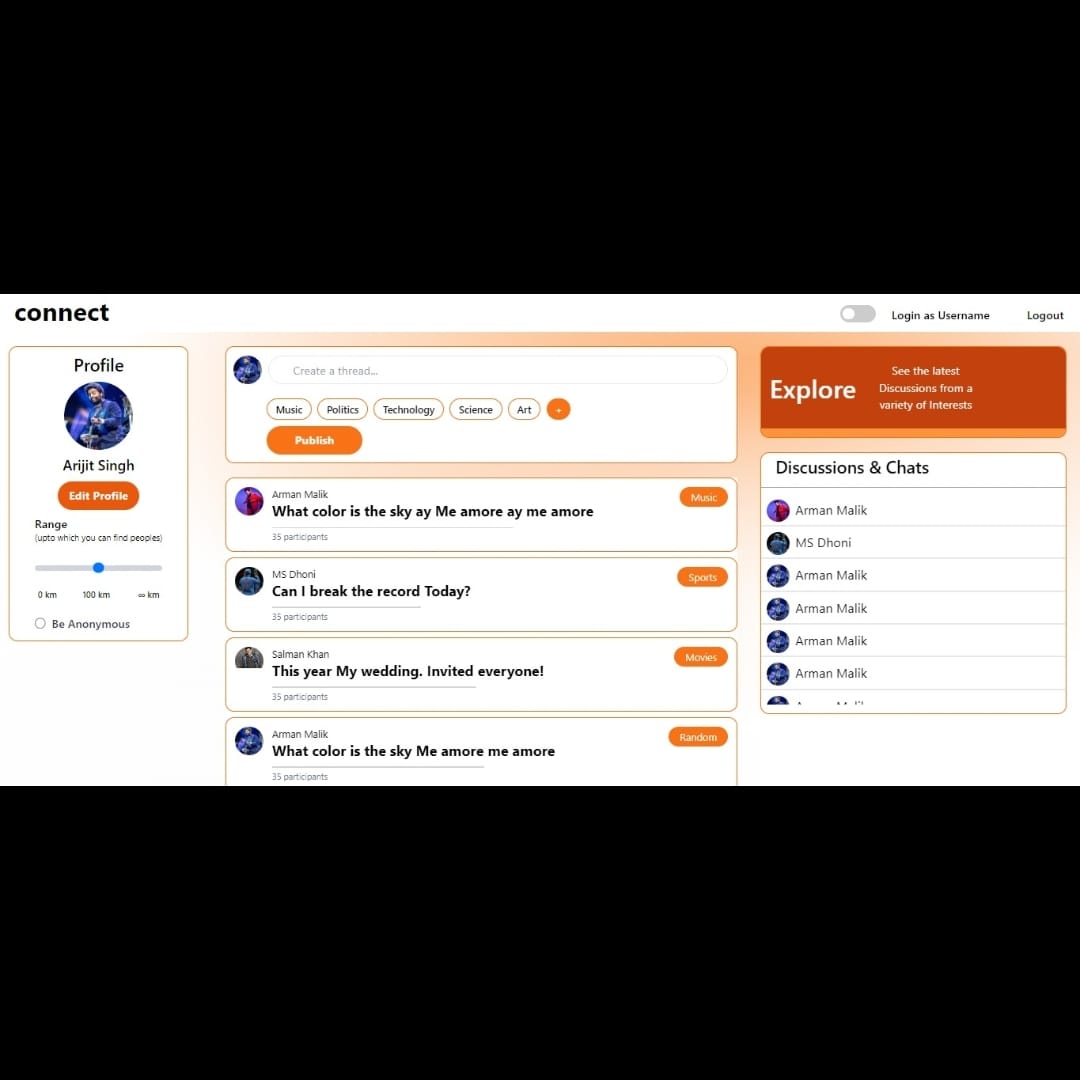 connect
Login as Username
Logout
Profile
Arijit Singh
Edit Profile
Range
(upto which you can find peoples)
0 km
100 km
∞ km
Be Anonymous
Create a thread...
Music
Politics
Technology
Science
Art
+
Publish
Arman Malik
Music
What color is the sky ay Me amore ay me amore
35 participants
MS Dhoni
Sports
Can I break the record Today?
35 participants
Salman Khan
Movies
This year My wedding. Invited everyone!
35 participants
Arman Malik
Random
What color is the sky Me amore me amore
35 participants
Explore
See the latest
Discussions from a
variety of Interests
Discussions & Chats
Arman Malik
MS Dhoni
Arman Malik
Arman Malik
Arman Malik
Arman Malik